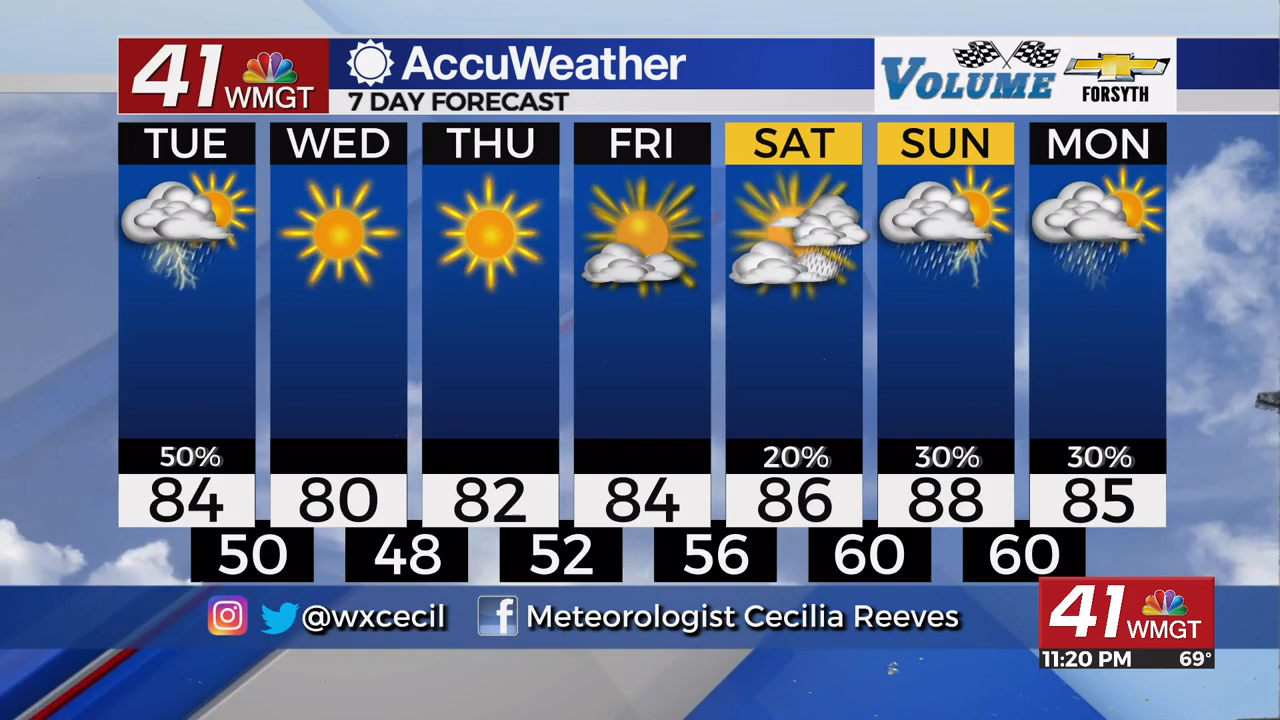 41 WMGT
AccuWeather
7 DAY FORECAST
VOLUME
FORSYTH
TUE WED THU FRI SAT SUN MON
50% 20% 30% 30%
84 80 82 84 86 88 85
50 48 52 56 60 60
@wxcecil Meteorologist Cecilia Reeves
41 WMGT
11:20 PM 69°